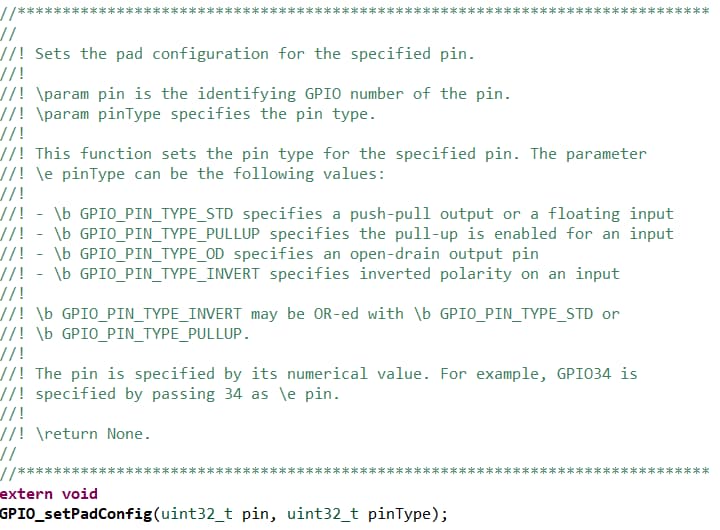 //*****************************************************************************
//
//! Sets the pad configuration for the specified pin.
//!
//! \param pin is the identifying GPIO number of the pin.
//! \param pinType specifies the pin type.
//!
//! This function sets the pin type for the specified pin. The parameter
//! \e pinType can be the following values:
//!
//! - \b GPIO_PIN_TYPE_STD specifies a push-pull output or a floating input
//! - \b GPIO_PIN_TYPE_PULLUP specifies the pull-up is enabled for an input
//! - \b GPIO_PIN_TYPE_OD specifies an open-drain output pin
//! - \b GPIO_PIN_TYPE_INVERT specifies inverted polarity on an input
//!
//! \b GPIO_PIN_TYPE_INVERT may be OR-ed with \b GPIO_PIN_TYPE_STD or
//! \b GPIO_PIN_TYPE_PULLUP.
//!
//! The pin is specified by its numerical value. For example, GPIO34 is
//! specified by passing 34 as \e pin.
//!
//! \return None.
//
//*****************************************************************************
extern void
GPIO_setPadConfig(uint32_t pin, uint32_t pinType);